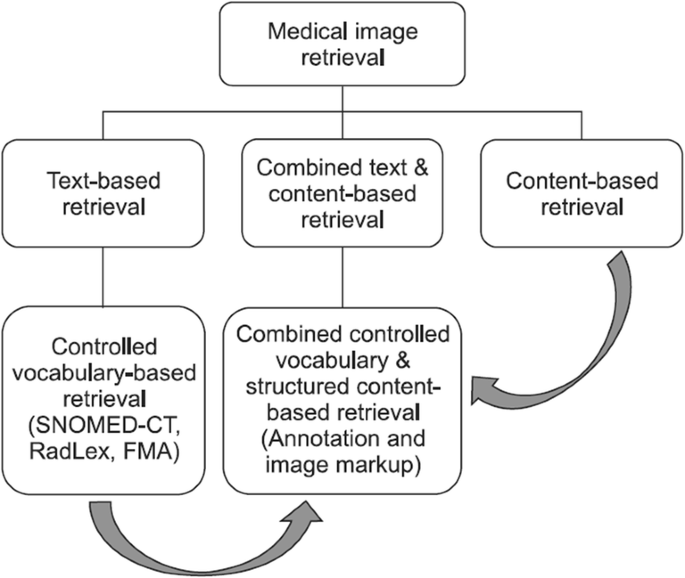 Medical image
retrieval
Text-based
retrieval
Combined text &
content-based
retrieval
Content-based
retrieval
Controlled
vocabulary-based
retrieval
(SNOMED-CT,
RadLex, FMA)
Combined controlled
vocabulary &
structured content-
based retrieval
(Annotation and
image markup)